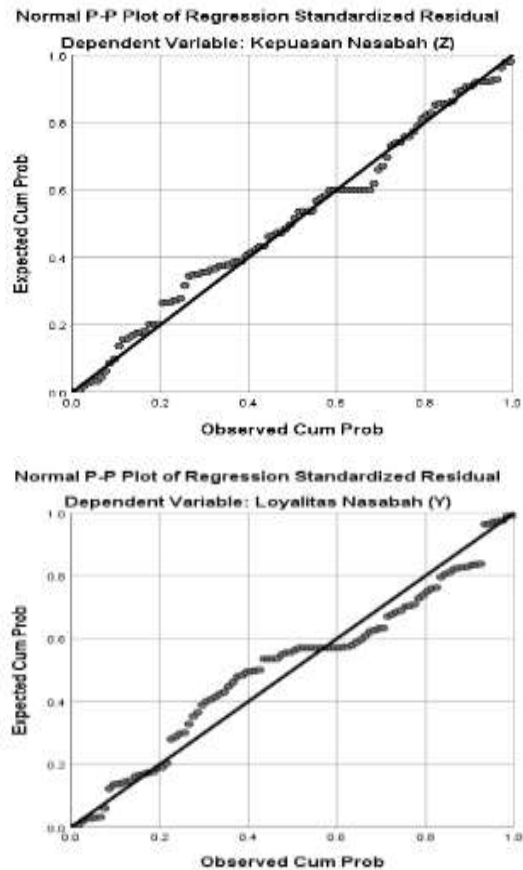 Normal P-P Plot of Regression Standardized Residual
Dependent Variable: Kepuasan Nasabah (Z)
Expected Cum Prob
1.0
0.8
0.6
0.4
0.2
0.0
0.0 0.2 0.4 0.6 0.8 1.0
Observed Cum Prob
Normal P-P Plot of Regression Standardized Residual
Dependent Variable: Loyalitas Nasabah (Y)
Expected Cum Prob
1.0
0.8
0.6
0.4
0.2
0.0
0.0 0.2 0.4 0.6 0.8 1.0
Observed Cum Prob